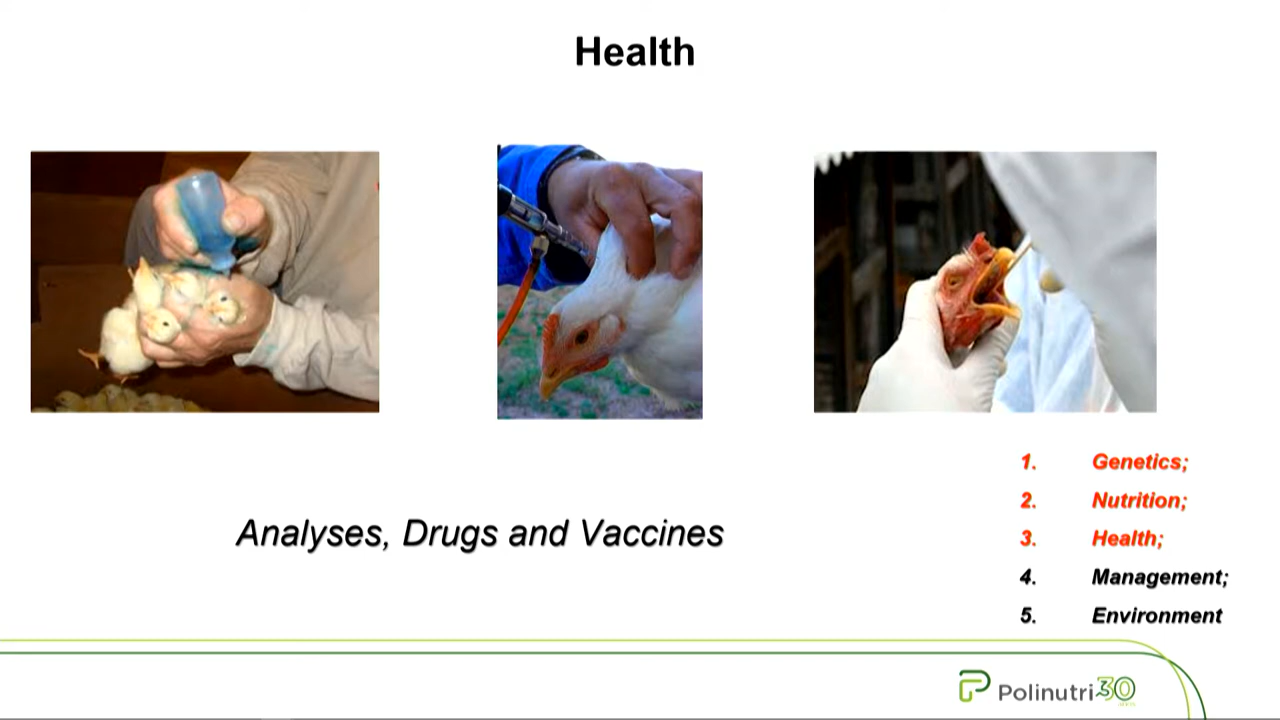 Health
Analyses, Drugs and Vaccines
1. Genetics;
2. Nutrition;
3. Health;
4. Management;
5. Environment
Polinutri 30